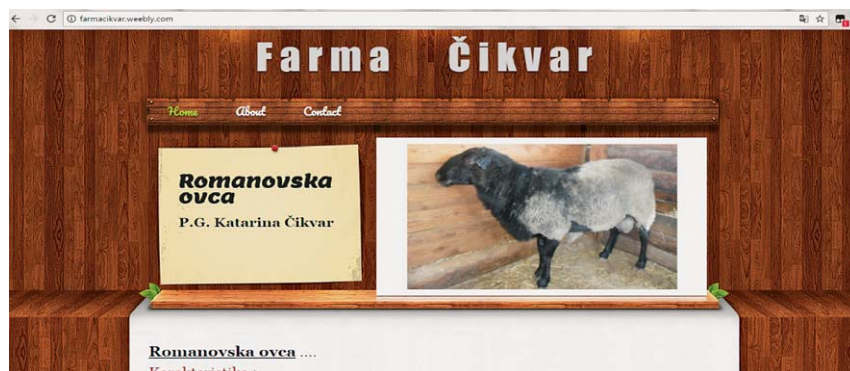 farmacikvar.weebly.com
Farma Čikvar
Home About Contact
Romanovska
ovca
P.G. Katarina Čikvar
Romanovska ovca ....